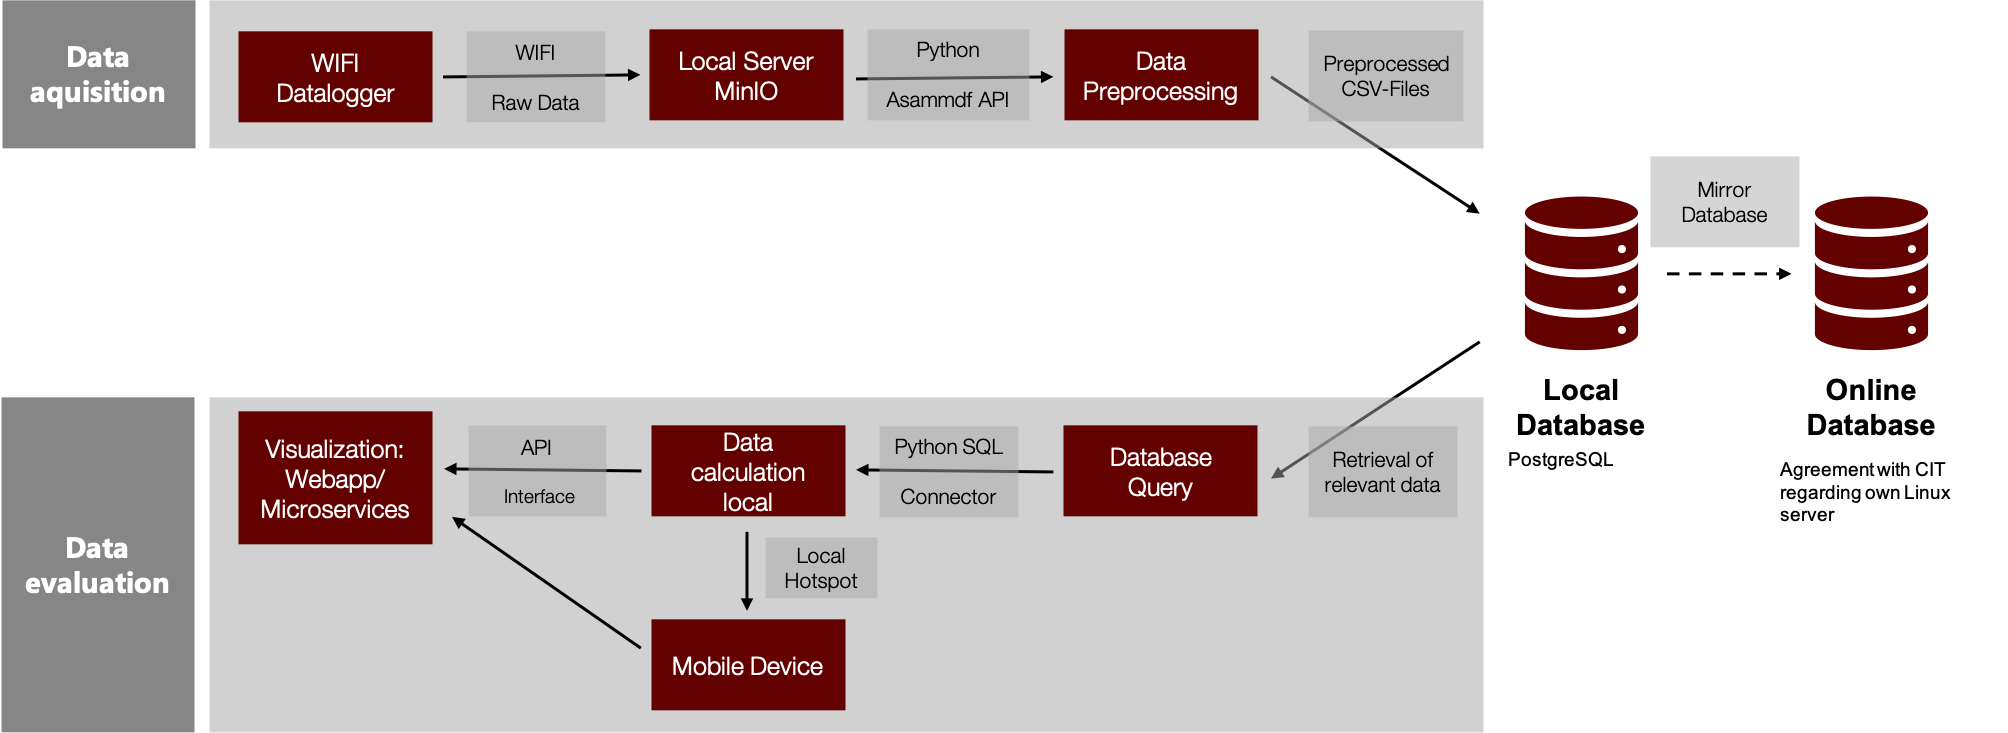 Data
aquisition
WIFI
Datalogger
WIFI
Raw Data
Local Server
MinIO
Python
Asammdf API
Data
Preprocessing
Preprocessed
CSV-Files
Mirror
Database
Local
Database
PostgreSQL
Online
Database
Agreement with CIT
regarding own Linux
server
Data
evaluation
Visualization:
Webapp/
Microservices
API
Interface
Data
calculation
local
Python SQL
Connector
Database
Query
Retrieval of
relevant data
Local
Hotspot
Mobile Device